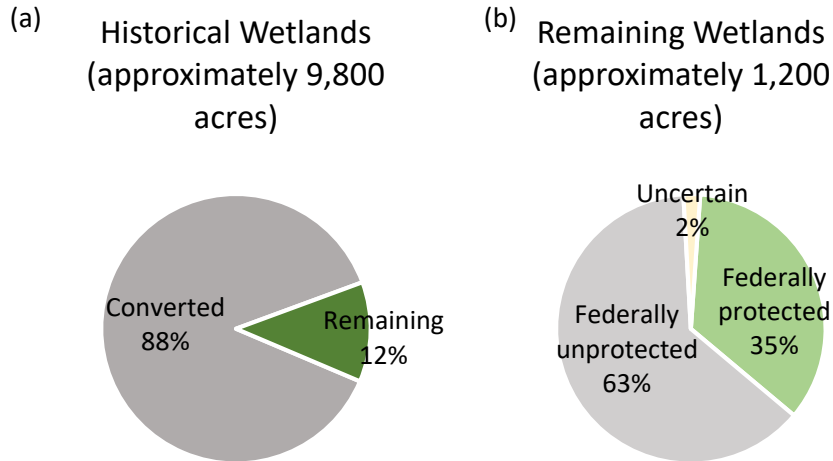 (a)
Historical Wetlands
(approximately 9,800
acres)
Converted
88%
Remaining
12%
(b)
Remaining Wetlands
(approximately 1,200
acres)
Uncertain
2%
Federally
protected
35%
Federally
unprotected
63%